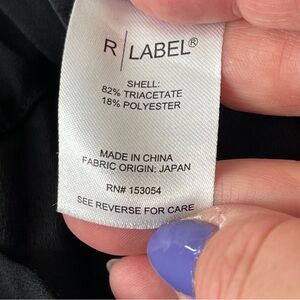 R | LABEL®
SHELL:
82% TRIACETATE
18% POLYESTER
MADE IN CHINA
FABRIC ORIGIN: JAPAN
RN# 153054
SEE REVERSE FOR CARE